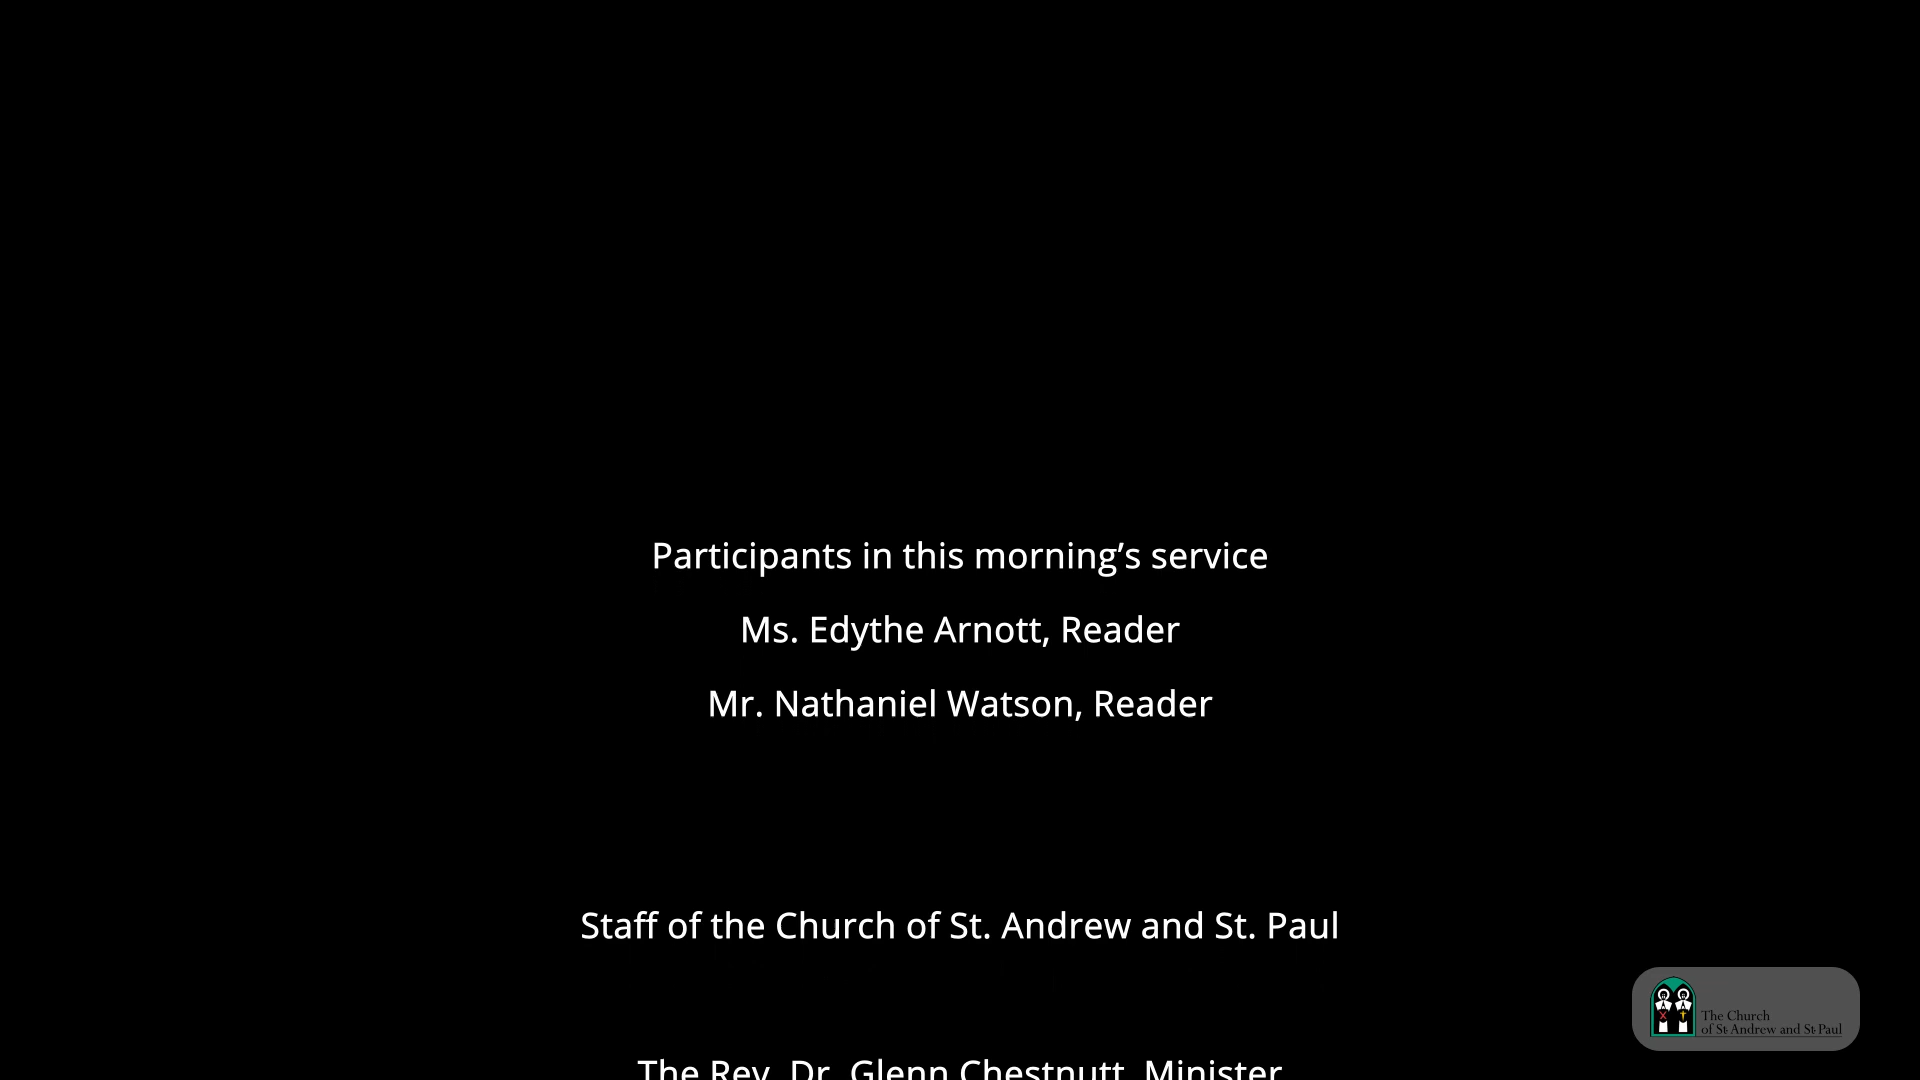 Participants in this morning’s service
Ms. Edythe Arnott, Reader
Mr. Nathaniel Watson, Reader
Staff of the Church of St. Andrew and St. Paul
The Rev. Dr. Glenn Chestnutt, Minister
The Church
of St Andrew and St Paul